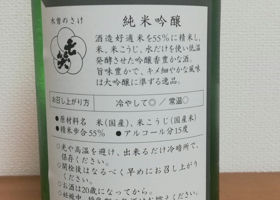 木曽のさけ
純米吟醸
酒造好適米を55%に精米し、
米、米こうじ、水だけを使い低温
発酵させた吟醸香豊かな酒。
旨味豊かで、キメ細やかな風味
は大吟醸に準ずる逸品。
お召し上がり方 冷やして◎/常温○
●原材料名 米(国産)、米こうじ(国産米)
●精米歩合55% ●アルコール分15度
○光や高温を避け、出来るだけ冷暗所で、
保管ください。
○開栓後はなるべく早めにお召し上がり
ください。
○お酒は20歳になってから。